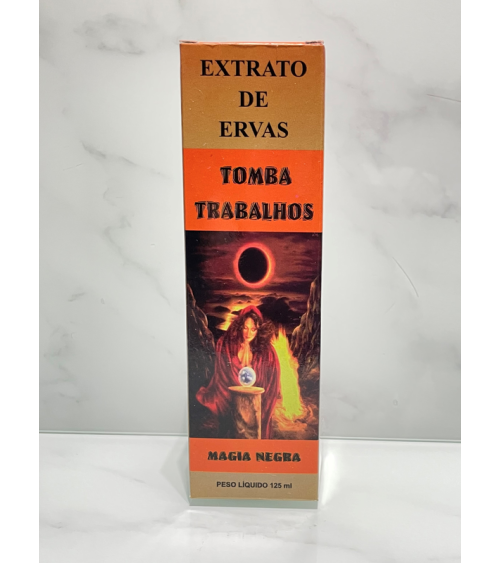 EXTRATO
DE
ERVAS
TOMBA
TRABALHOS
MAGIA NEGRA
PESO LÍQUIDO 125 ml